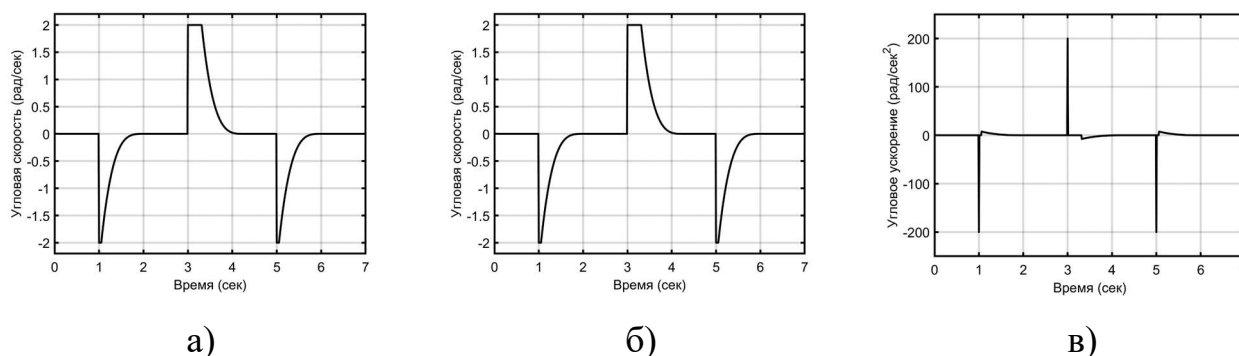 Угловая скорость (рад/сек)
2
1.5
1
0.5
0
-0.5
-1
-1.5
-2
0 1 2 3 4 5 6 7
Время (сек)
а)
Угловая скорость (рад/сек)
2
1.5
1
0.5
0
-0.5
-1
-1.5
-2
0 1 2 3 4 5 6 7
Время (сек)
б)
Угловое ускорение (рад/сек²)
200
100
0
-100
-200
0 1 2 3 4 5 6
Время (сек)
в)